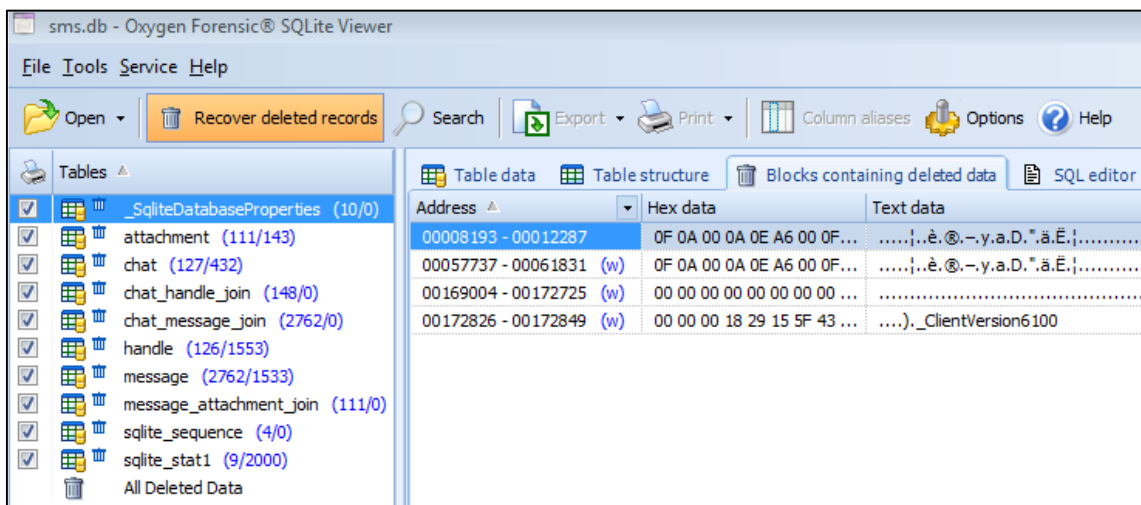 sms.db - Oxygen Forensic® SQLite Viewer
File Tools Service Help
Open Recover deleted records Search Export Print Column aliases Options Help
Tables
_SqliteDatabaseProperties (10/0)
attachment (111/143)
chat (127/432)
chat_handle_join (148/0)
chat_message_join (2762/0)
handle (126/1553)
message (2762/1533)
message_attachment_join (111/0)
sqlite_sequence (4/0)
sqlite_stat1 (9/2000)
All Deleted Data
Table data Table structure Blocks containing deleted data SQL editor
Address Hex data Text data
00008193 - 00012287 0F 0A 00 0A 0E A6 00 0F... .....¦..è.®.–.y.a.D.".ä.Ë.¦..........
00057737 - 00061831 (w) 0F 0A 00 0A 0E A6 00 0F... .....¦..è.®.–.y.a.D.".ä.Ë.¦..........
00169004 - 00172725 (w) 00 00 00 00 00 00 00 00 ... ....................................
00172826 - 00172849 (w) 00 00 00 18 29 15 5F 43 ... ....)._ClientVersion6100